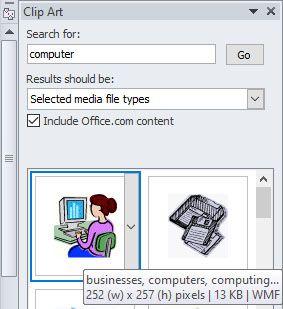 Clip Art
Search for:
computer
Go
Results should be:
Selected media file types
Include Office.com content
businesses, computers, computing...
252 (w) x 257 (h) pixels | 13 KB | WMF